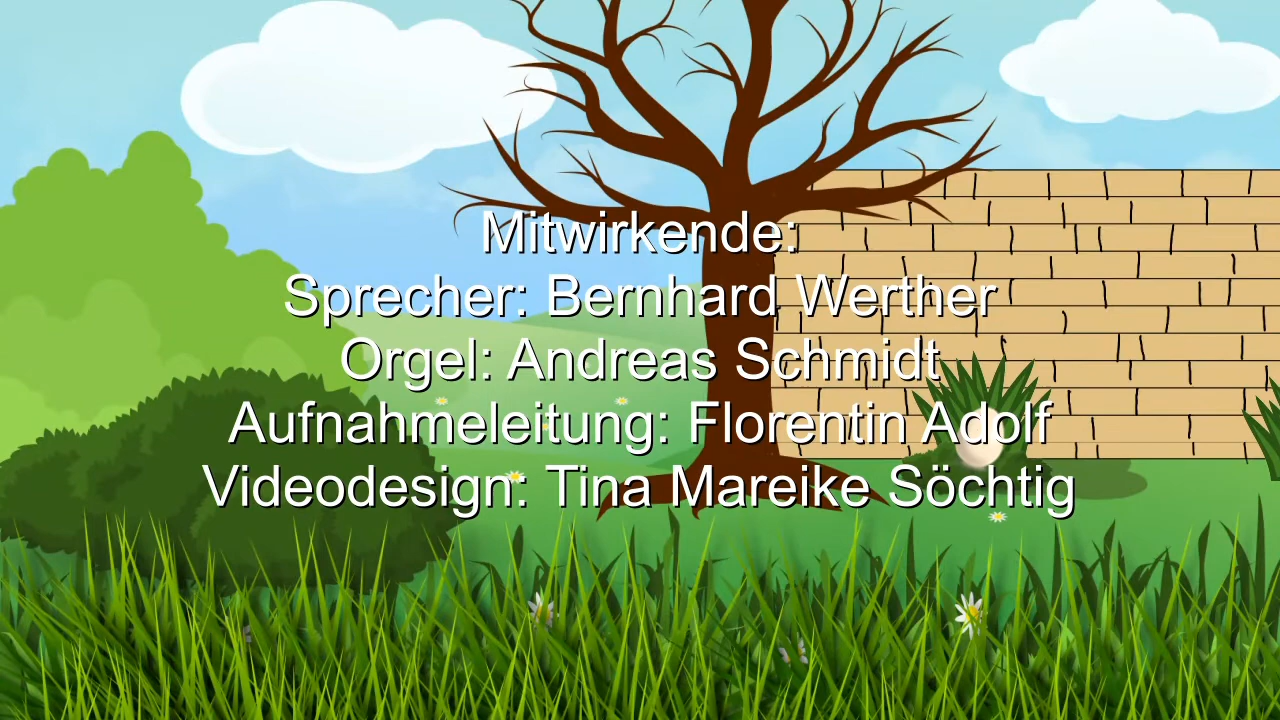 Mitwirkende:
Sprecher: Bernhard Werther
Orgel: Andreas Schmidt
Aufnahmeleitung: Florentin Adolf
Videodesign: Tina Mareike Söchtig